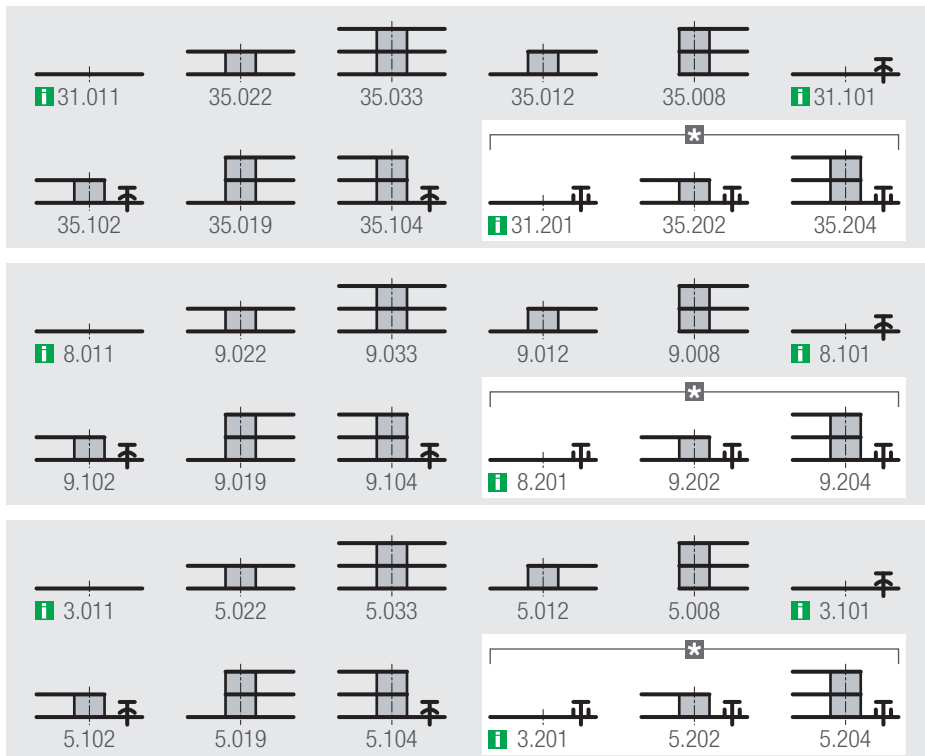 i 31.011 35.022 35.033 35.012 35.008 i 31.101
*
35.102 35.019 35.104 i 31.201 35.202 35.204
i 8.011 9.022 9.033 9.012 9.008 i 8.101
*
9.102 9.019 9.104 i 8.201 9.202 9.204
i 3.011 5.022 5.033 5.012 5.008 i 3.101
*
5.102 5.019 5.104 i 3.201 5.202 5.204